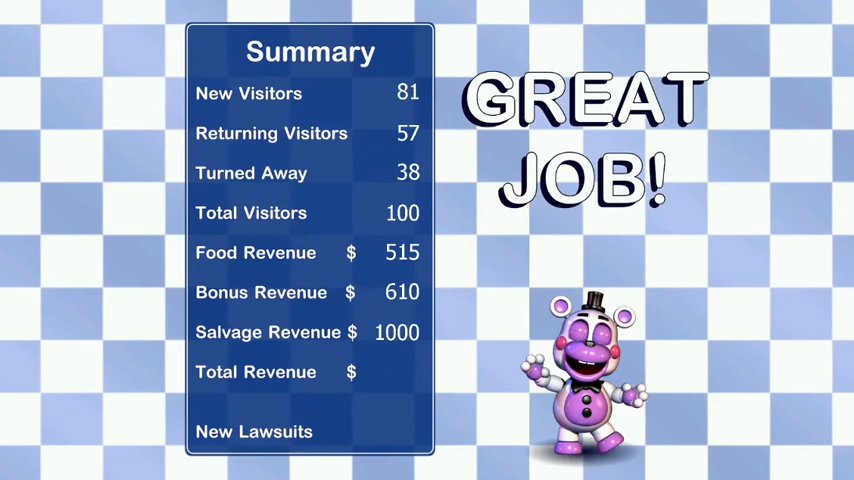 Summary
New Visitors 81
Returning Visitors 57
Turned Away 38
Total Visitors 100
Food Revenue $ 515
Bonus Revenue $ 610
Salvage Revenue $ 1000
Total Revenue $
New Lawsuits
GREAT
JOB!